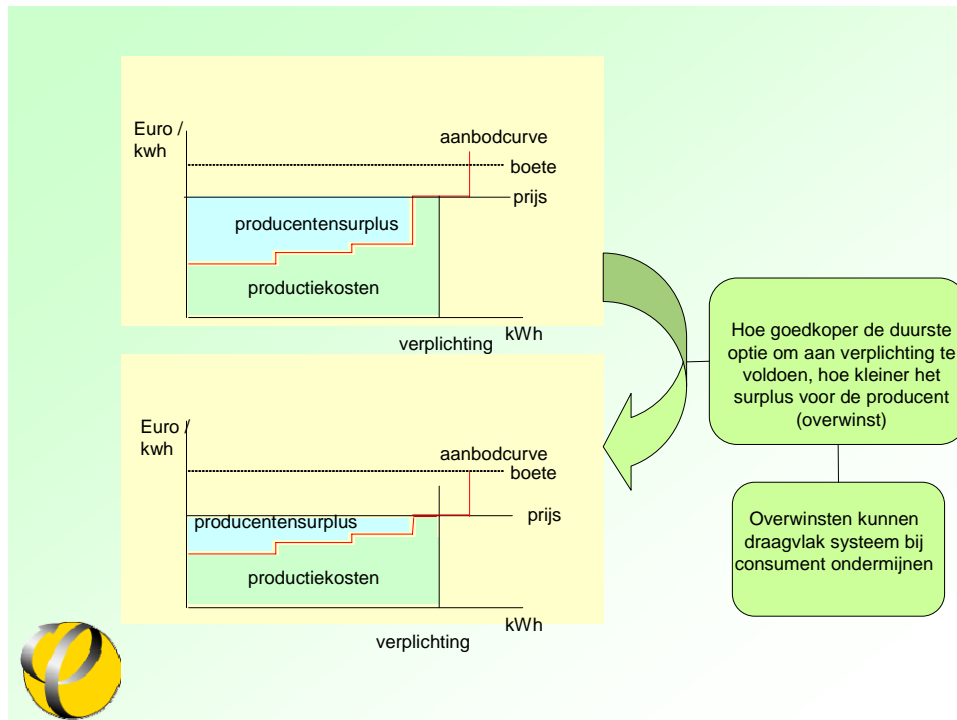 Euro /
kwh
aanbodcurve
boete
prijs
producentensurplus
productiekosten
kWh
verplichting
Euro /
kwh
aanbodcurve
boete
prijs
producentensurplus
productiekosten
kWh
verplichting
Hoe goedkoper de duurste
optie om aan verplichting te
voldoen, hoe kleiner het
surplus voor de producent
(overwinst)
Overwinsten kunnen
draagvlak systeem bij
consument ondermijnen